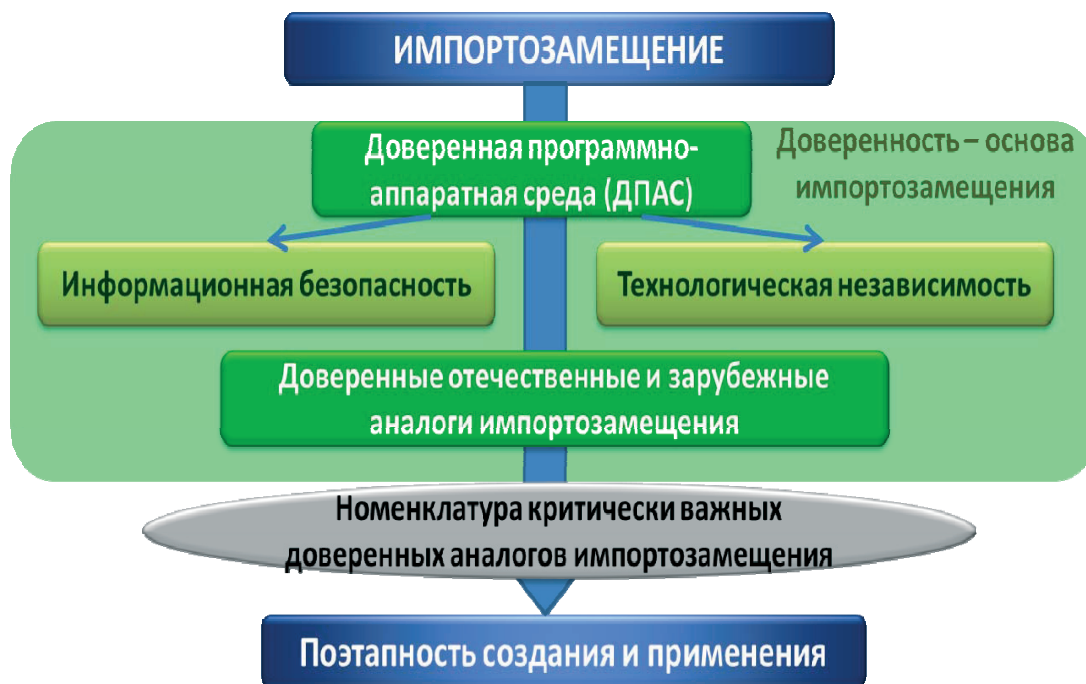 ИМПОРТОЗАМЕЩЕНИЕ
Доверенная программно-
аппаратная среда (ДПАС)
Доверенность – основа
импортозамещения
Информационная безопасность
Технологическая независимость
Доверенные отечественные и зарубежные
аналоги импортозамещения
Номенклатура критически важных
доверенных аналогов импортозамещения
Поэтапность создания и применения